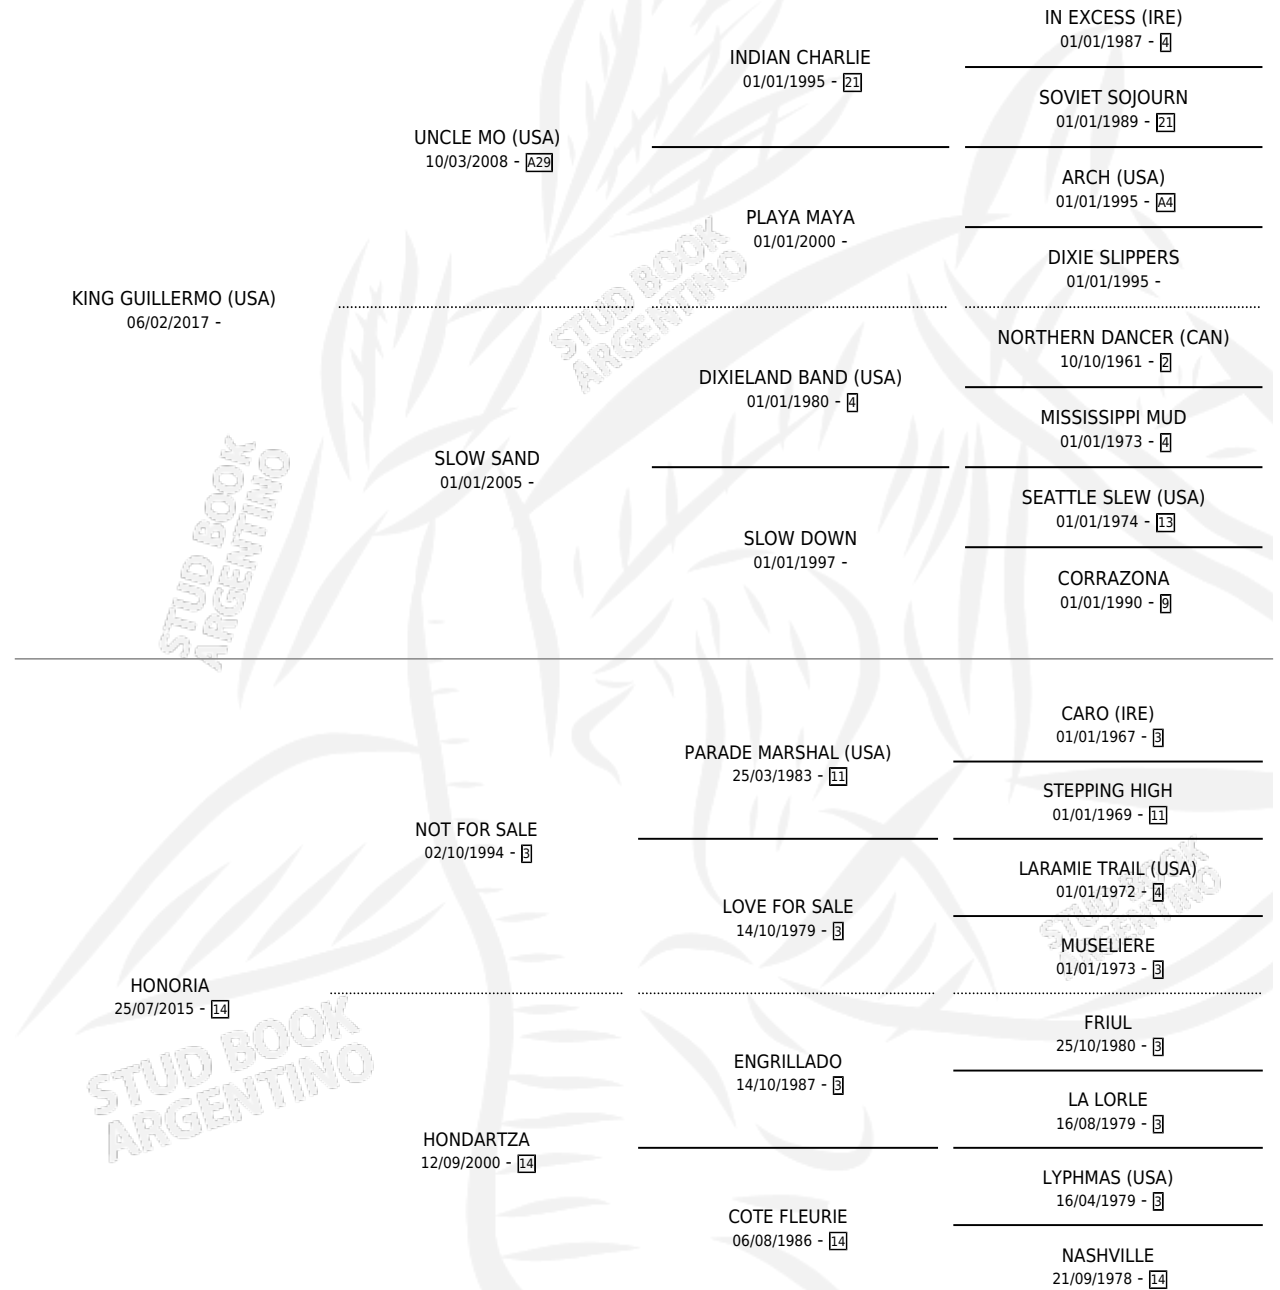 IN EXCESS (IRE)
01/01/1987 - 4
INDIAN CHARLIE
01/01/1995 - 21
SOVIET SOJOURN
01/01/1989 - 21
UNCLE MO (USA)
10/03/2008 - A29
ARCH (USA)
01/01/1995 - A4
PLAYA MAYA
01/01/2000 -
DIXIE SLIPPERS
01/01/1995 -
KING GUILLERMO (USA)
06/02/2017 -
NORTHERN DANCER (CAN)
10/10/1961 - 2
DIXIELAND BAND (USA)
01/01/1980 - 4
MISSISSIPPI MUD
01/01/1973 - 4
SLOW SAND
01/01/2005 -
SEATTLE SLEW (USA)
01/01/1974 - 13
SLOW DOWN
01/01/1997 -
CORRAZONA
01/01/1990 - 9
CARO (IRE)
01/01/1967 - 3
PARADE MARSHAL (USA)
25/03/1983 - 11
STEPPING HIGH
01/01/1969 - 11
NOT FOR SALE
02/10/1994 - 3
LARAMIE TRAIL (USA)
01/01/1972 - 4
LOVE FOR SALE
14/10/1979 - 3
MUSELIERE
01/01/1973 - 3
HONORIA
25/07/2015 - 14
FRIUL
25/10/1980 - 3
ENGRILLADO
14/10/1987 - 3
LA LORLE
16/08/1979 - 3
HONDARTZA
12/09/2000 - 14
LYPHMAS (USA)
16/04/1979 - 3
COTE FLEURIE
06/08/1986 - 14
NASHVILLE
21/09/1978 - 14
STUD BOOK
ARGENTINO
STUD BOOK
ARGENTINO
STUD BOOK
ARGENTINO
STUD BOOK
ARGENTINO